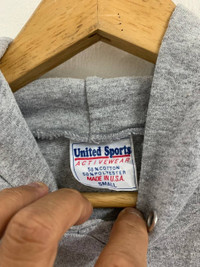 United Sports
ACTIVEWEAR
50% COTTON
50% POLYESTER
MADE IN U.S.A.
SMALL